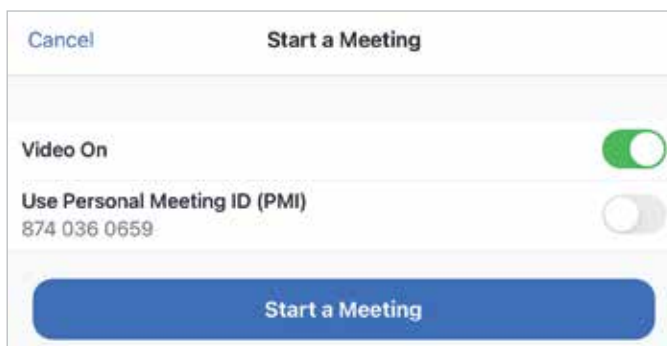 Cancel Start a Meeting
Video On
Use Personal Meeting ID (PMI)
874 036 0659
Start a Meeting